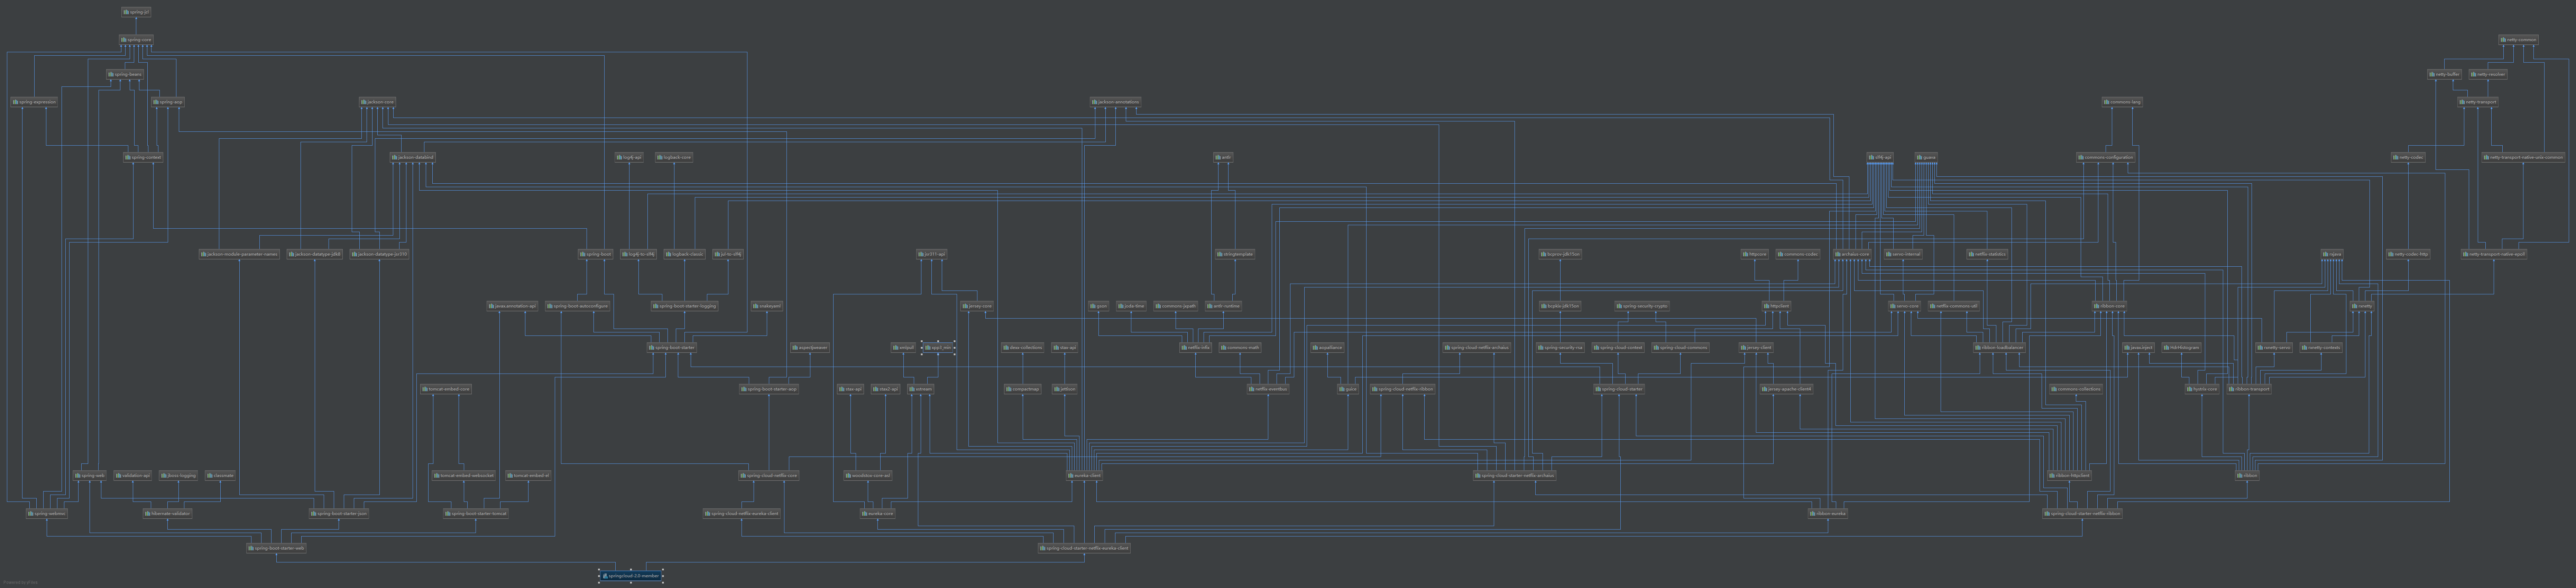 spring-jcl
spring-core
netty-common
spring-beans
netty-buffer
netty-resolver
spring-expression
spring-aop
jackson-core
jackson-annotations
commons-lang
netty-transport
spring-context
jackson-databind
log4j-api
logback-core
antlr
slf4j-api
guava
commons-configuration
netty-codec
netty-transport-native-unix-common
jackson-module-parameter-names
jackson-datatype-jdk8
jackson-datatype-jsr310
spring-boot
log4j-to-slf4j
logback-classic
jul-to-slf4j
jsr311-api
stringtemplate
bcprov-jdk15on
httpcore
commons-codec
archaius-core
servo-internal
netflix-statistics
rxjava
netty-codec-http
netty-transport-native-epoll
javax.annotation-api
spring-boot-autoconfigure
spring-boot-starter-logging
snakeyaml
jersey-core
gson
joda-time
commons-jxpath
antlr-runtime
bcpkix-jdk15on
spring-security-crypto
httpclient
servo-core
netflix-commons-util
ribbon-core
rxnetty
spring-boot-starter
aspectjweaver
xmlpull
xpp3_min
dexx-collections
stax-api
netflix-infix
commons-math
aopalliance
spring-cloud-netflix-archaius
spring-security-rsa
spring-cloud-context
spring-cloud-commons
jersey-client
ribbon-loadbalancer
javax.inject
HdrHistogram
rxnetty-servo
rxnetty-contexts
tomcat-embed-core
spring-boot-starter-aop
stax-api
stax2-api
xstream
compactmap
jettison
netflix-eventbus
guice
spring-cloud-netflix-ribbon
spring-cloud-starter
jersey-apache-client4
commons-collections
hystrix-core
ribbon-transport
spring-web
validation-api
jboss-logging
classmate
tomcat-embed-websocket
tomcat-embed-el
spring-cloud-netflix-core
woodstox-core-asl
eureka-client
spring-cloud-starter-netflix-archaius
ribbon-httpclient
ribbon
spring-webmvc
hibernate-validator
spring-boot-starter-json
spring-boot-starter-tomcat
spring-cloud-netflix-eureka-client
eureka-core
ribbon-eureka
spring-cloud-starter-netflix-ribbon
spring-boot-starter-web
spring-cloud-starter-netflix-eureka-client
springcloud-2.0-member
Powered by yFiles